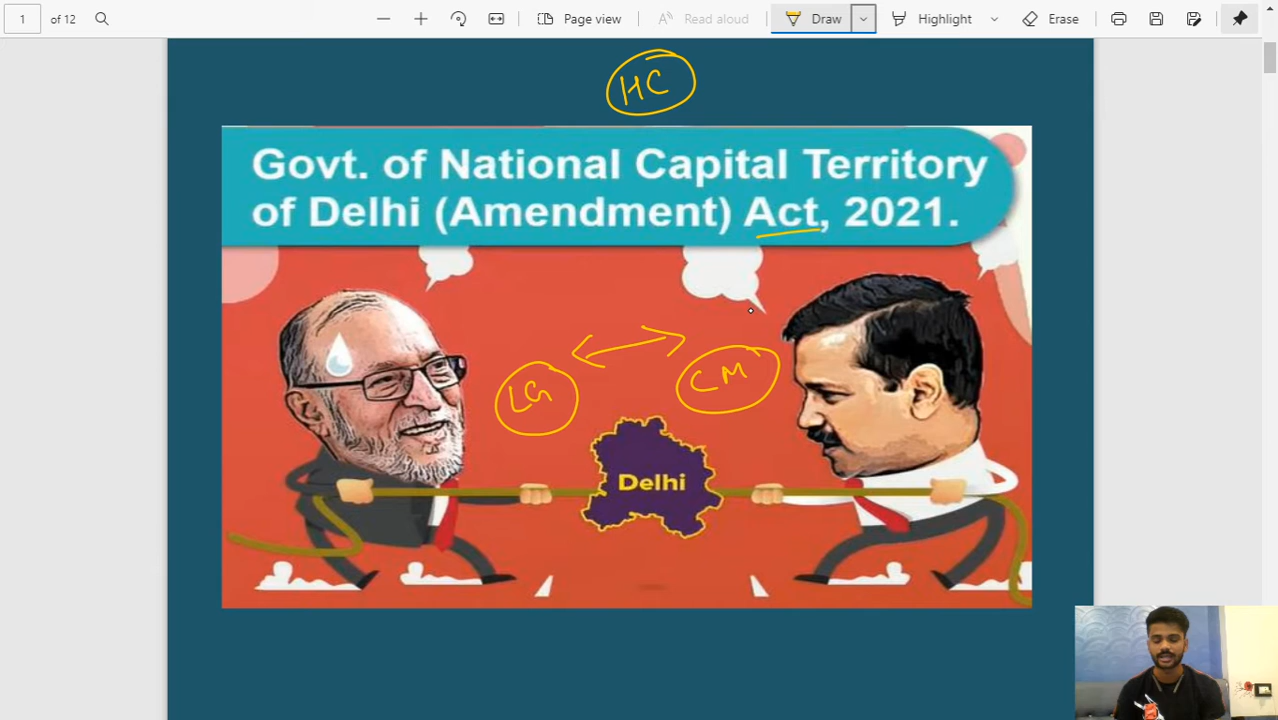 1 of 12 Page view Read aloud Draw Highlight Erase
HC
Govt. of National Capital Territory
of Delhi (Amendment) Act, 2021.
LG CM
Delhi